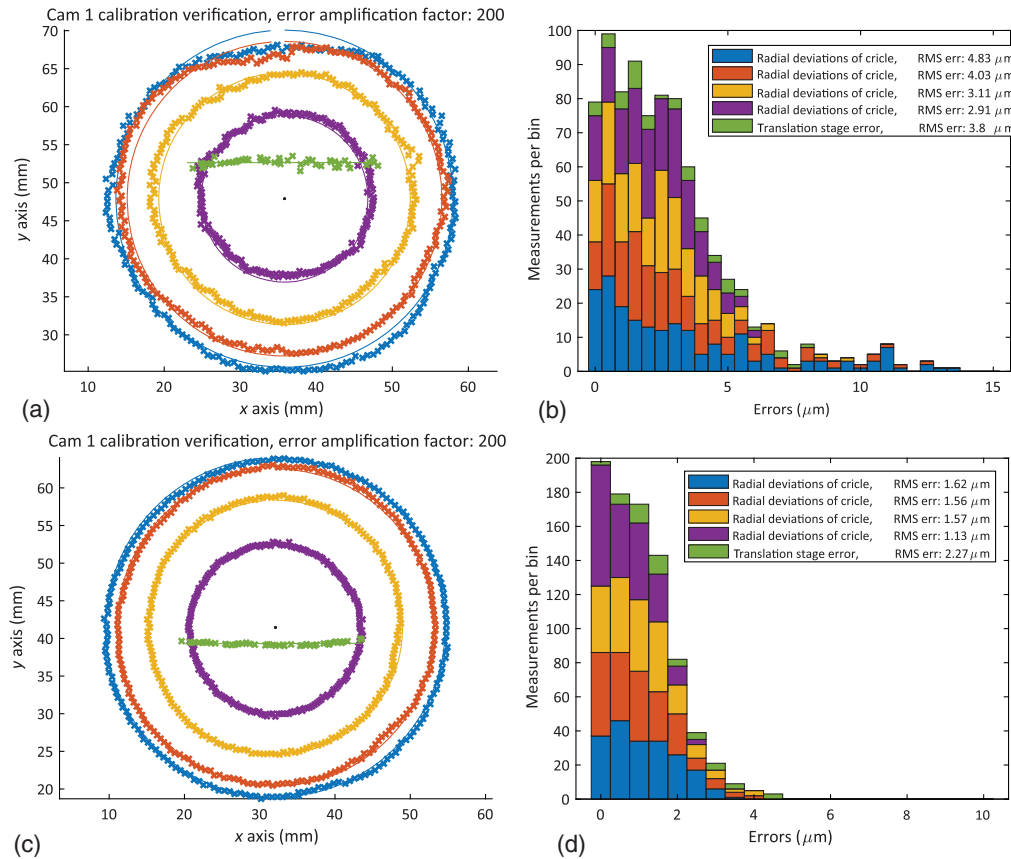 Cam 1 calibration verification, error amplification factor: 200
70
65
60
55
50
45
40
35
30
y axis (mm)
10 20 30 40 50 60
x axis (mm)
(a)
100
90
80
70
60
50
40
30
20
10
0
Measurements per bin
Radial deviations of cricle, RMS err: 4.83 μm
Radial deviations of cricle, RMS err: 4.03 μm
Radial deviations of cricle, RMS err: 3.11 μm
Radial deviations of cricle, RMS err: 2.91 μm
Translation stage error, RMS err: 3.8 μm
0 5 10 15
Errors (μm)
(b)
Cam 1 calibration verification, error amplification factor: 200
60
55
50
45
40
35
30
25
20
y axis (mm)
10 20 30 40 50 60
x axis (mm)
(c)
200
180
160
140
120
100
80
60
40
20
0
Measurements per bin
Radial deviations of cricle, RMS err: 1.62 μm
Radial deviations of cricle, RMS err: 1.56 μm
Radial deviations of cricle, RMS err: 1.57 μm
Radial deviations of cricle, RMS err: 1.13 μm
Translation stage error, RMS err: 2.27 μm
0 2 4 6 8 10
Errors (μm)
(d)